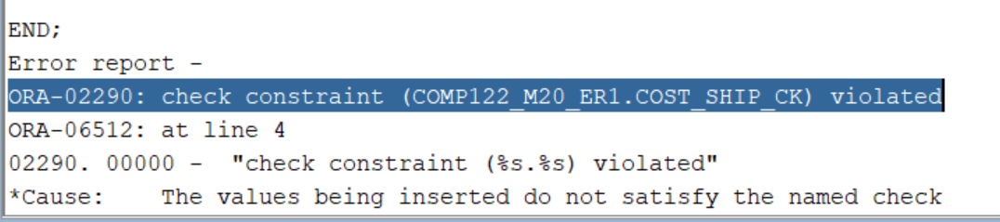 END;
Error report -
ORA-02290: check constraint (COMP122_M20_ER1.COST_SHIP_CK) violated
ORA-06512: at line 4
02290. 00000 -  "check constraint (%s.%s) violated"
*Cause:    The values being inserted do not satisfy the named check